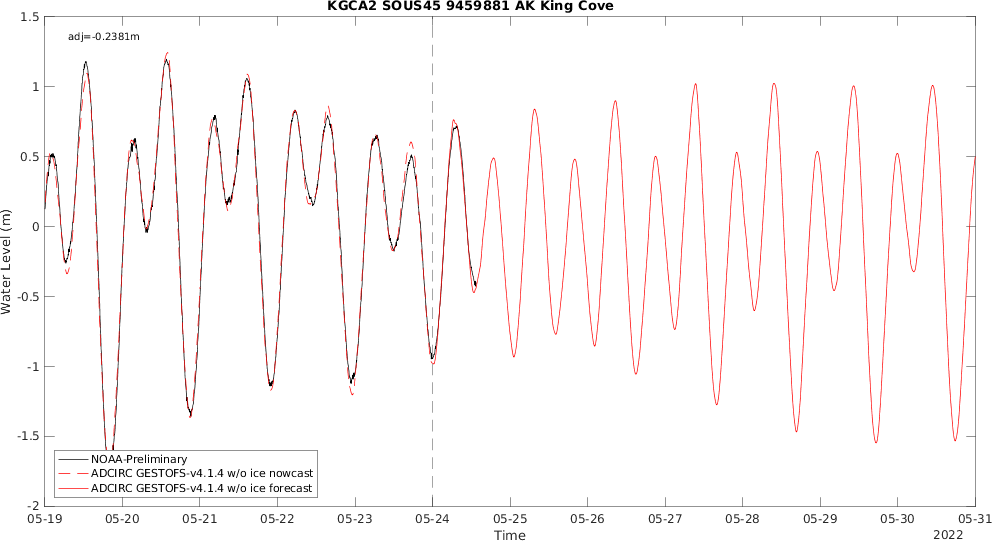 KGCA2 SOUS45 9459881 AK King Cove
adj=-0.2381m
1.5
1
0.5
0
-0.5
-1
-1.5
-2
Water Level (m)
NOAA-Preliminary
ADCIRC GESTOFS-v4.1.4 w/o ice nowcast
ADCIRC GESTOFS-v4.1.4 w/o ice forecast
05-19 05-20 05-21 05-22 05-23 05-24 05-25 05-26 05-27 05-28 05-29 05-30 05-31
Time
2022